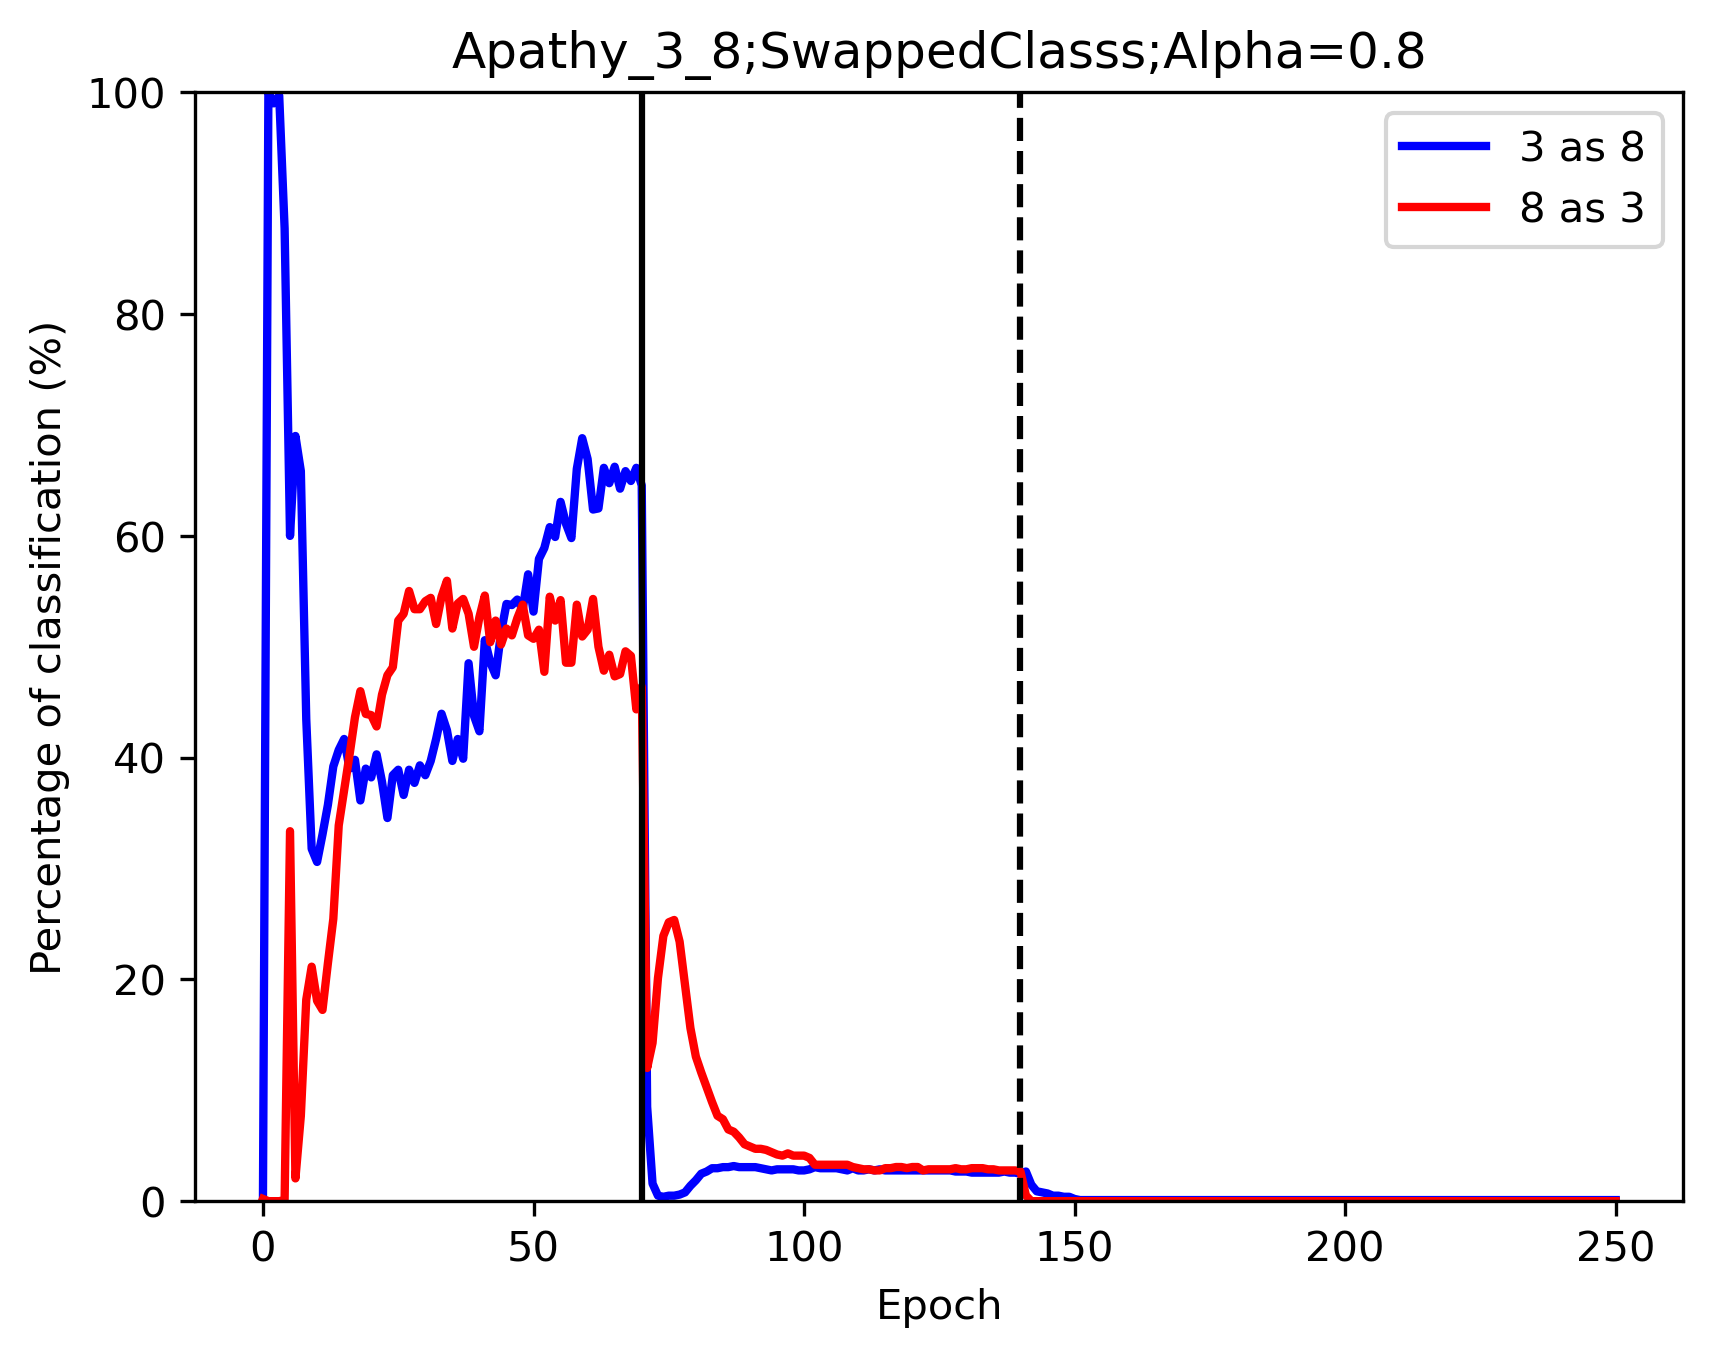 Apathy_3_8;SwappedClasss;Alpha=0.8
100
80
60
40
20
0
Percentage of classification (%)
3 as 8
8 as 3
0 50 100 150 200 250
Epoch